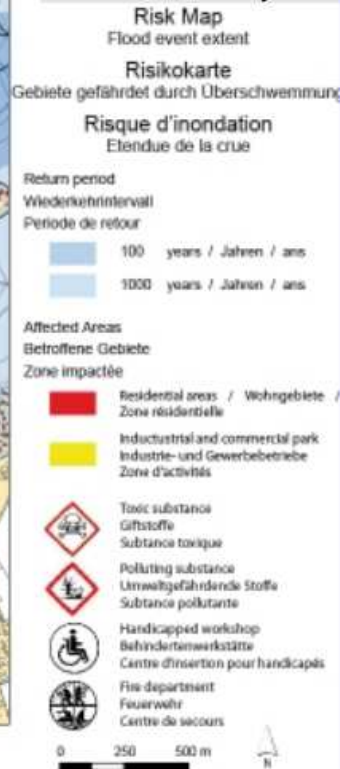 Risk Map
Flood event extent
Risikokarte
Gebiete gefährdet durch Überschwemmung
Risque d'inondation
Etendue de la crue
Return period
Wiederkehrintervall
Periode de retour
100 years / Jahren / ans
1000 years / Jahren / ans
Affected Areas
Betroffene Gebiete
Zone impactée
Residential areas / Wohngebiete /
Zone résidentielle
Inductustrial and commercial park
Industrie- und Gewerbebetriebe
Zone d'activités
Toxic substance
Giftstoffe
Subtance toxique
Polluting substance
Umweltgefährdende Stoffe
Subtance pollutante
Handicapped workshop
Behindertenwerkstätte
Centre d'insertion pour handicapés
Fire department
Feuerwehr
Centre de secours
0 250 500 m
N